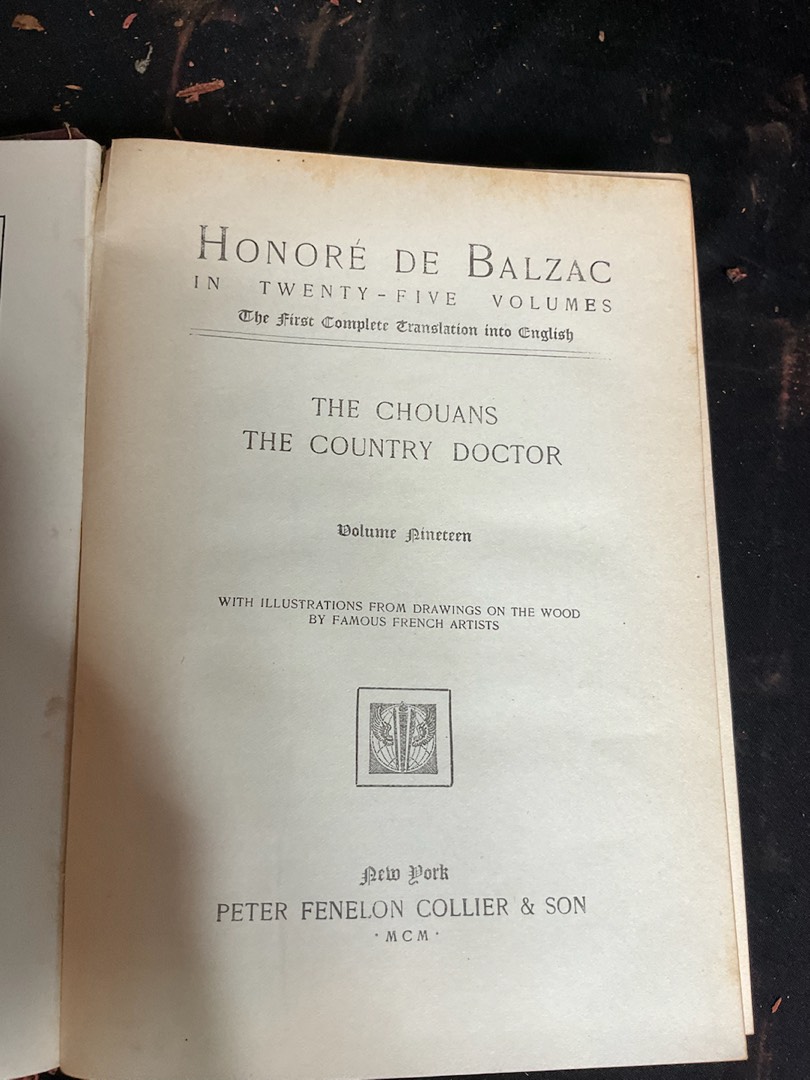 HONORÉ DE BALZAC
IN TWENTY-FIVE VOLUMES
The First Complete Translation into English
THE CHOUANS
THE COUNTRY DOCTOR
Volume Nineteen
WITH ILLUSTRATIONS FROM DRAWINGS ON THE WOOD
BY FAMOUS FRENCH ARTISTS
New York
PETER FENELON COLLIER & SON
·MCM·